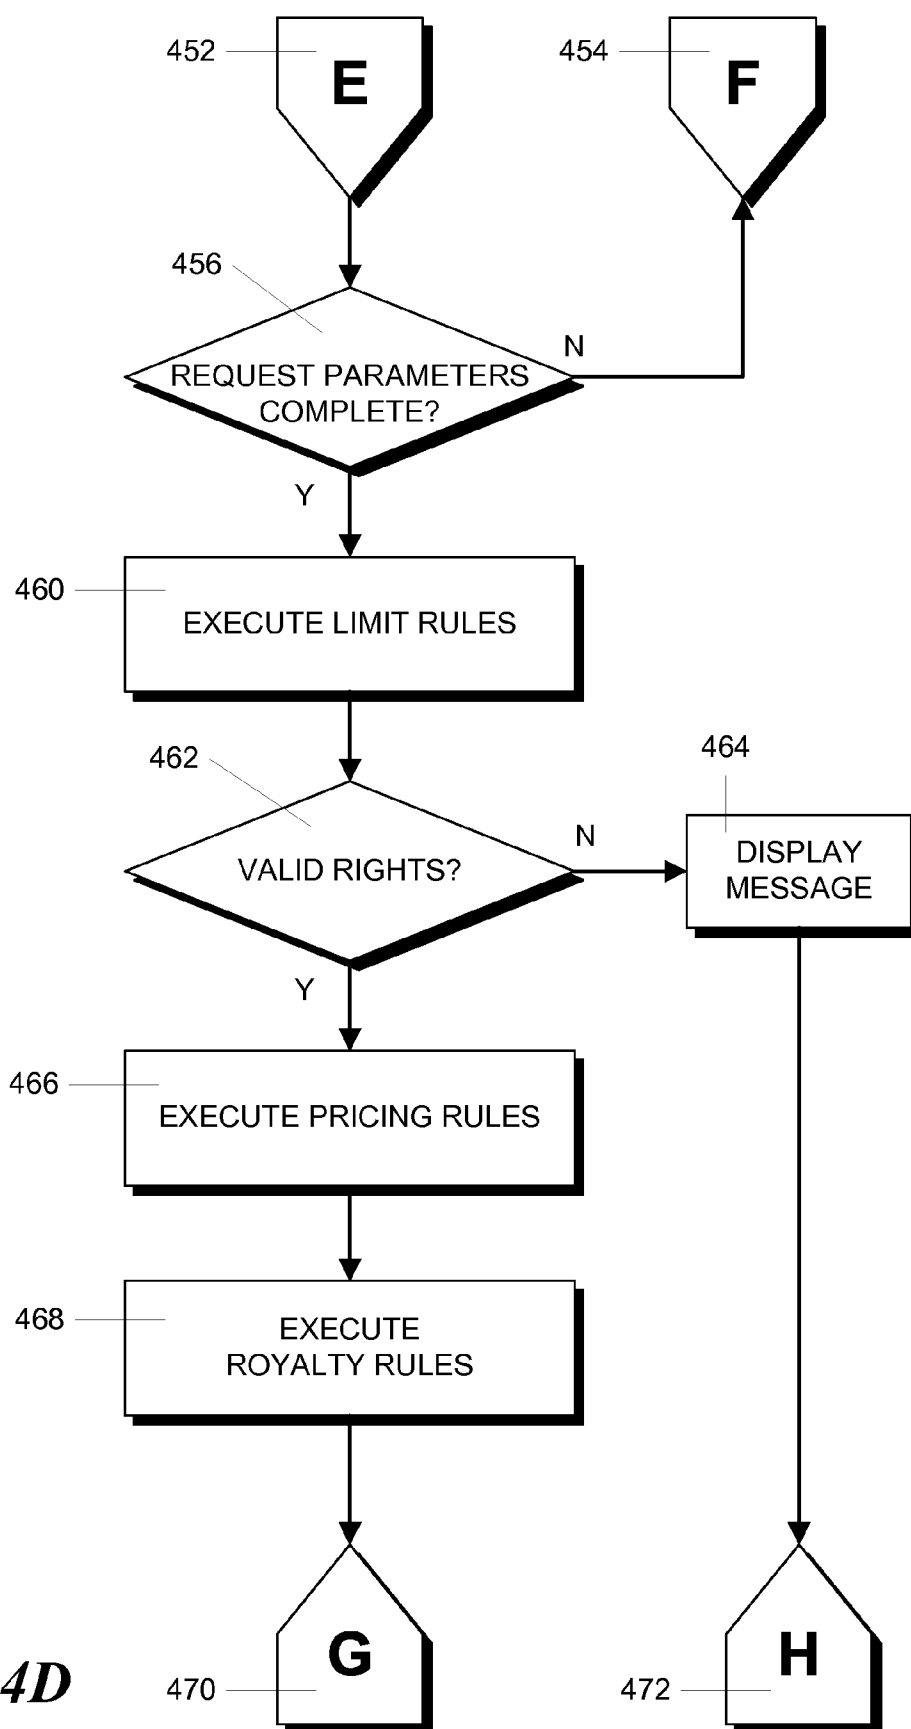 452
E
454
F
456
N
REQUEST PARAMETERS
COMPLETE?
Y
460
EXECUTE LIMIT RULES
462
464
N
DISPLAY
MESSAGE
VALID RIGHTS?
Y
466
EXECUTE PRICING RULES
468
EXECUTE
ROYALTY RULES
G
470
H
472
4D